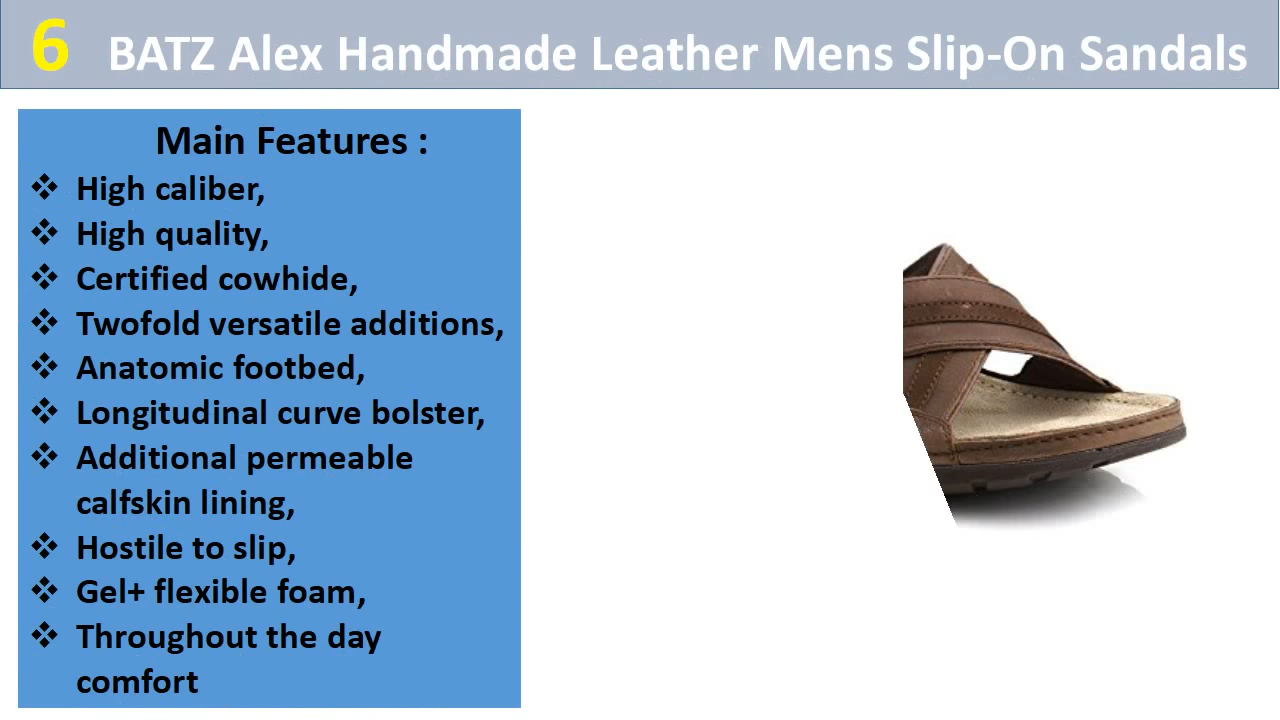 6 BATZ Alex Handmade Leather Mens Slip-On Sandals
Main Features :
❖ High caliber,
❖ High quality,
❖ Certified cowhide,
❖ Twofold versatile additions,
❖ Anatomic footbed,
❖ Longitudinal curve bolster,
❖ Additional permeable
calfskin lining,
❖ Hostile to slip,
❖ Gel+ flexible foam,
❖ Throughout the day
comfort